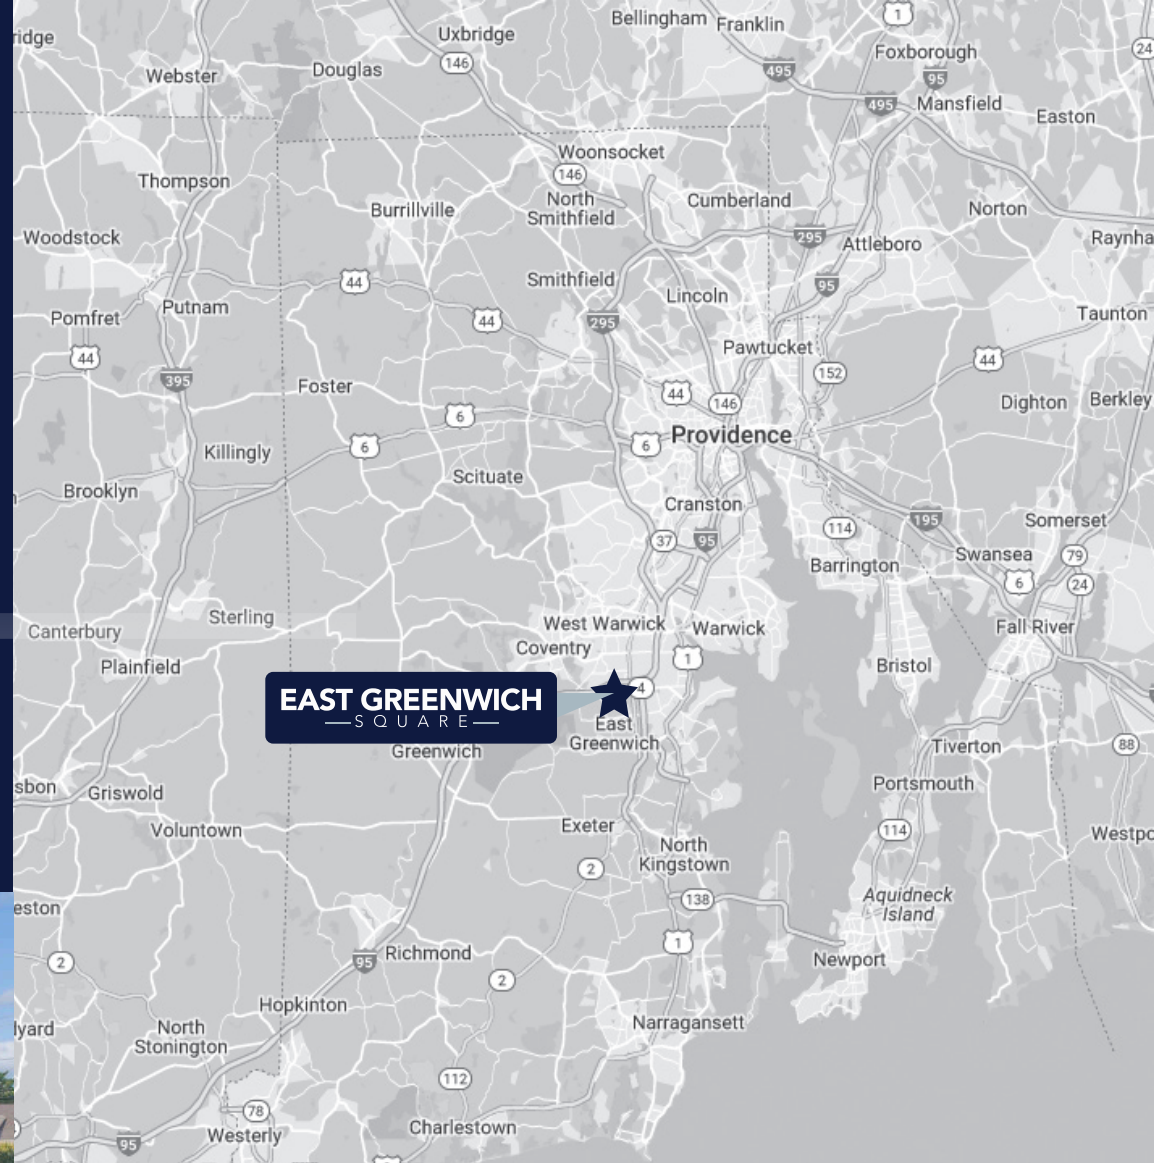 Bellingham
Franklin
1
Uxbridge
ridge
Foxborough
24
146
Douglas
Webster
495
95
495
Mansfield
Easton
Woonsocket
146
Thompson
North
Smithfield
Cumberland
Burrillville
Norton
Woodstock
295
Attleboro
Raynha
Smithfield
44
95
Lincoln
Putnam
Pomfret
44
295
Taunton
Pawtucket
44
44
152
395
Foster
44
146
Dighton
Berkley
6
Providence
6
6
Killingly
Scituate
Brooklyn
Cranston
195
Somerset
114
37
95
Swansea
79
Barrington
6
24
Sterling
West Warwick
Warwick
Fall River
Canterbury
Coventry
1
Plainfield
Bristol
4
EAST GREENWICH
SQUARE
East
Greenwich
Greenwich
Tiverton
88
Portsmouth
sbon
Griswold
Exeter
Voluntown
114
Westpo
North
Kingstown
2
138
Aquidneck
Island
eston
1
Richmond
95
2
Newport
2
Hopkinton
Narragansett
lyard
North
Stonington
112
78
Charlestown
Westerly
95